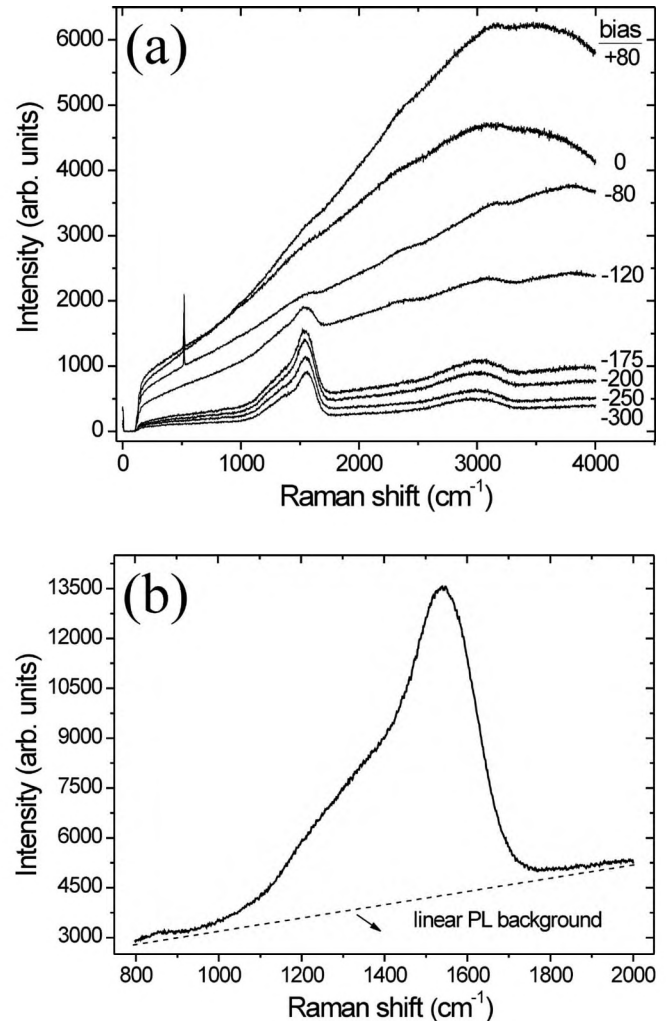 (a)
bias
+80
0
-80
-120
-175
-200
-250
-300
6000
5000
4000
3000
2000
1000
0
Intensity (arb. units)
0 1000 2000 3000 4000
Raman shift (cm-1)
(b)
13500
12000
10500
9000
7500
6000
4500
3000
Intensity (arb. units)
linear PL background
800 1000 1200 1400 1600 1800 2000
Raman shift (cm-1)